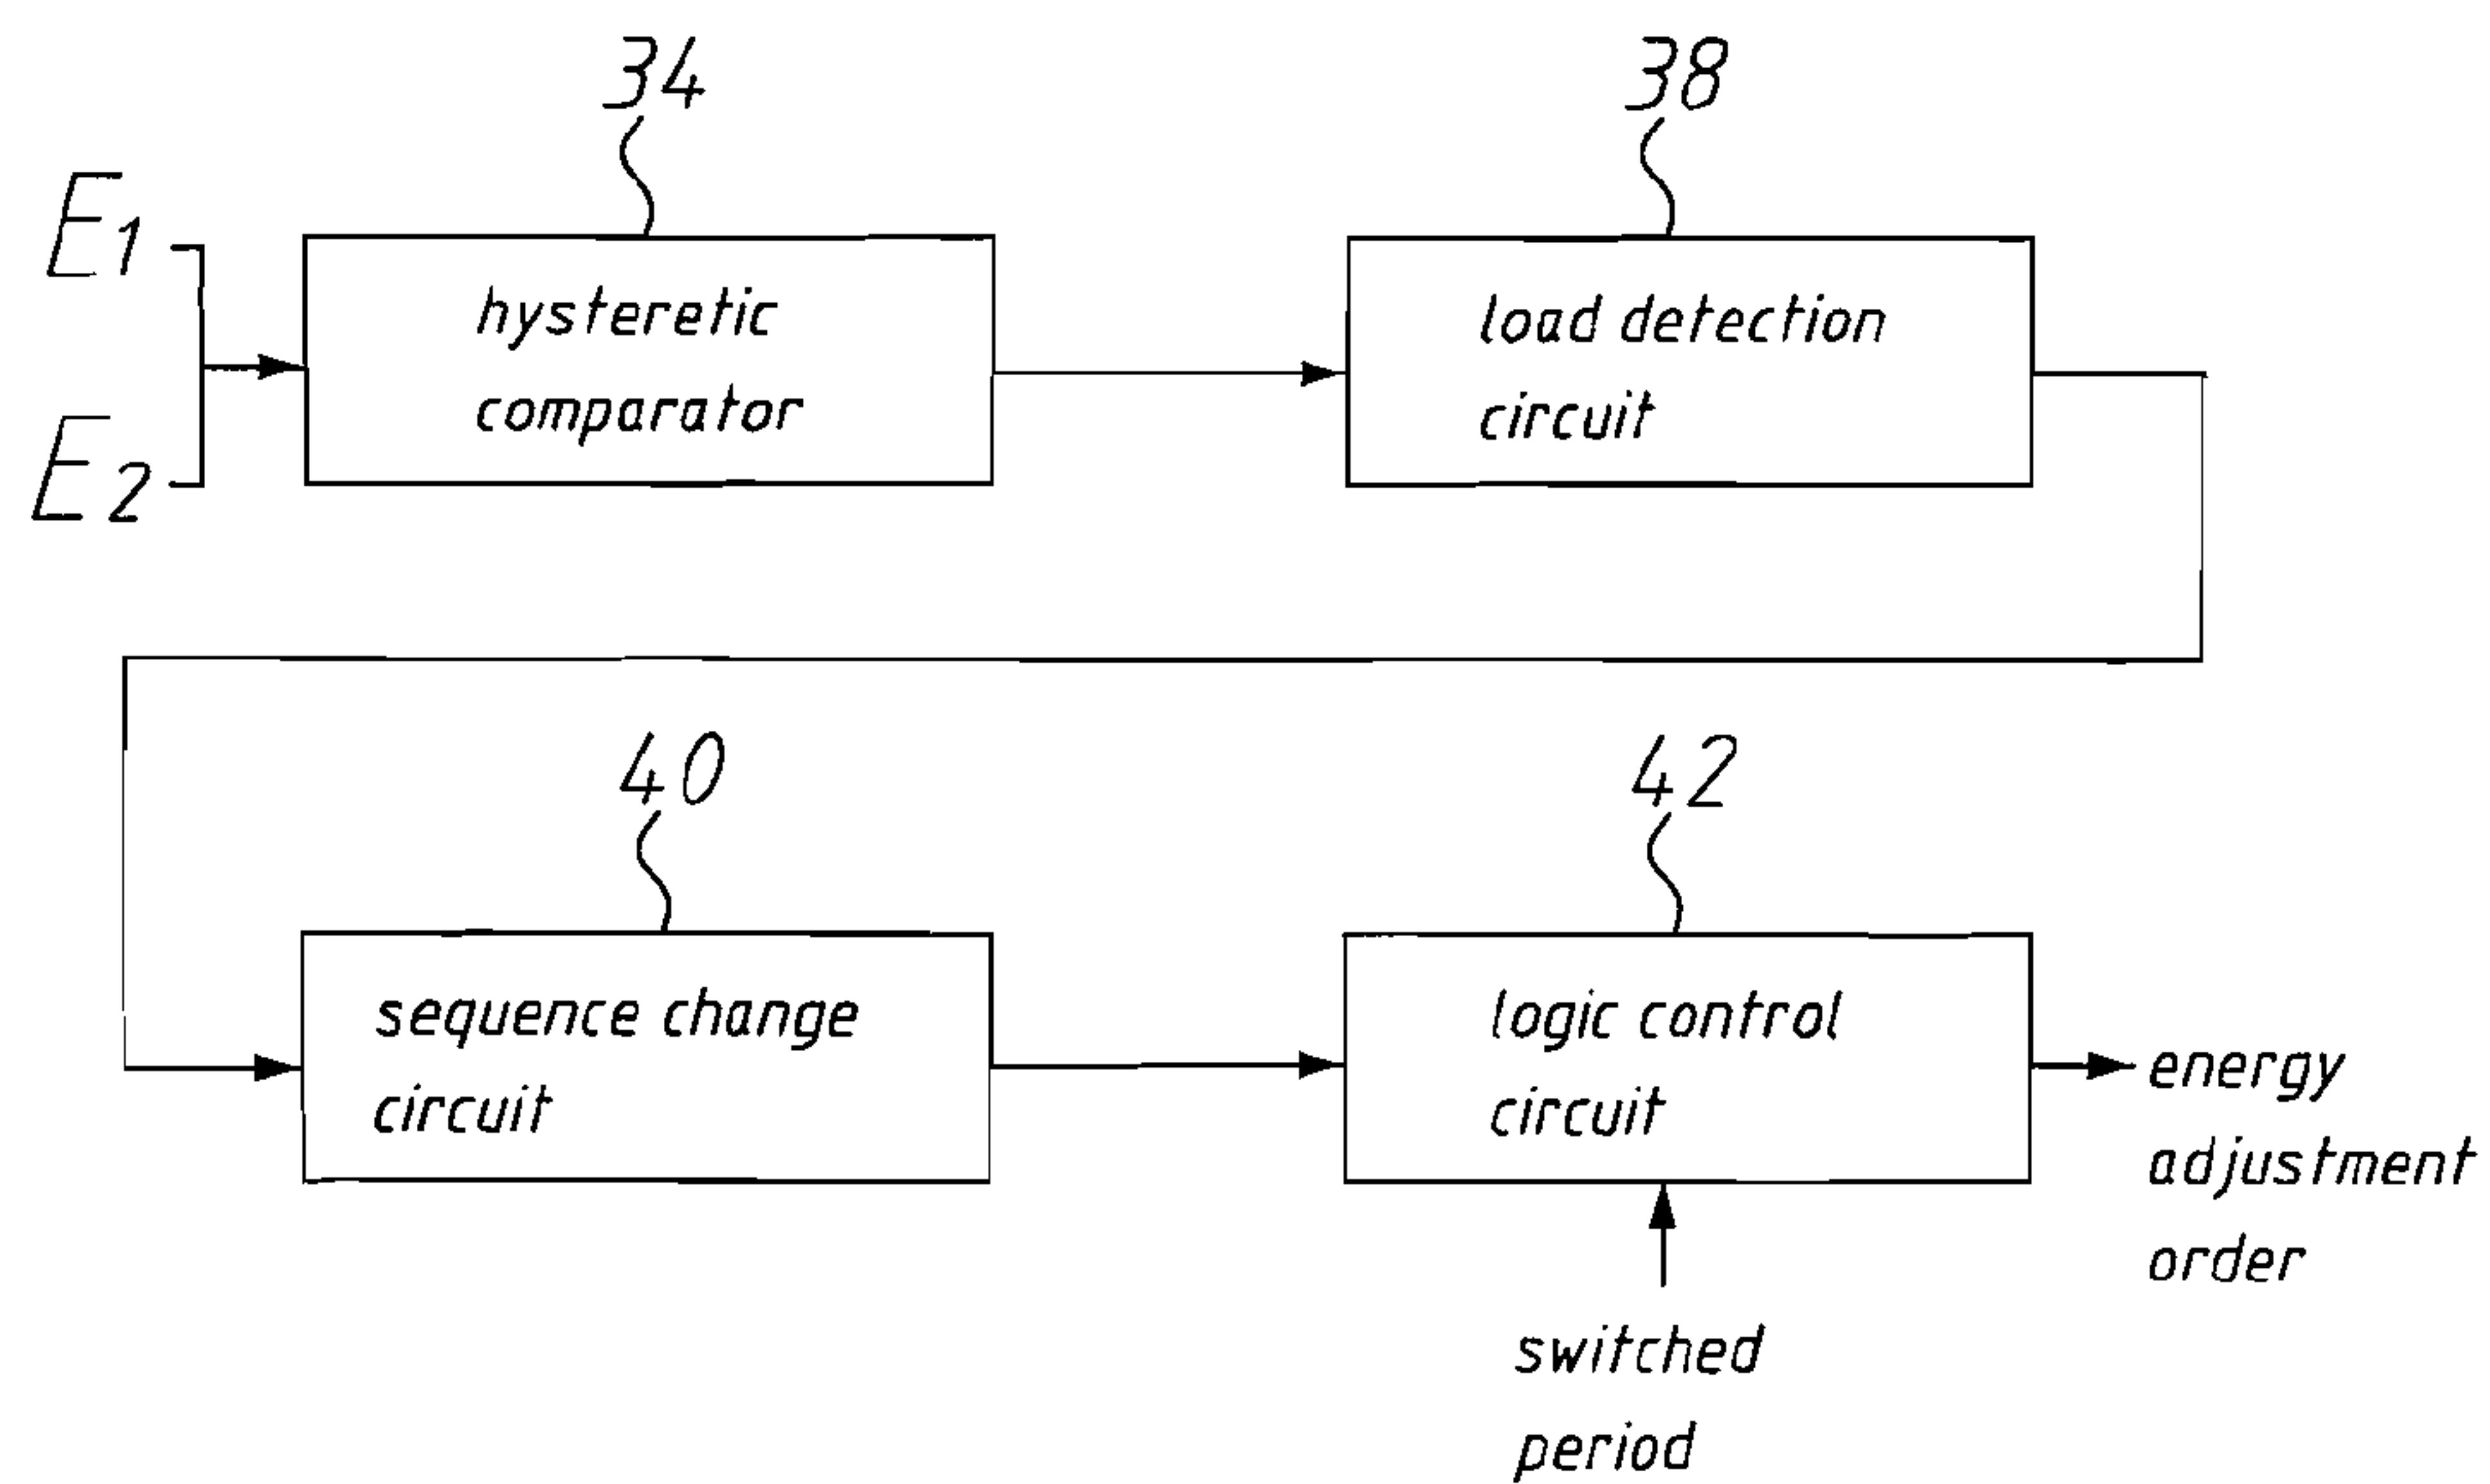 34
38
E1
hysteretic
comparator
load detection
circuit
E2
40
42
sequence change
circuit
logic control
circuit
energy
adjustment
order
switched
period